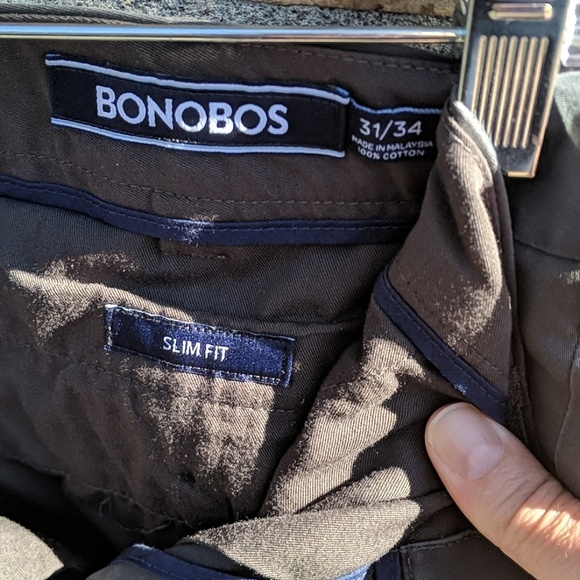 BONOBOS
31/34
MADE IN MALAYSIA
100% COTTON
SLIM FIT